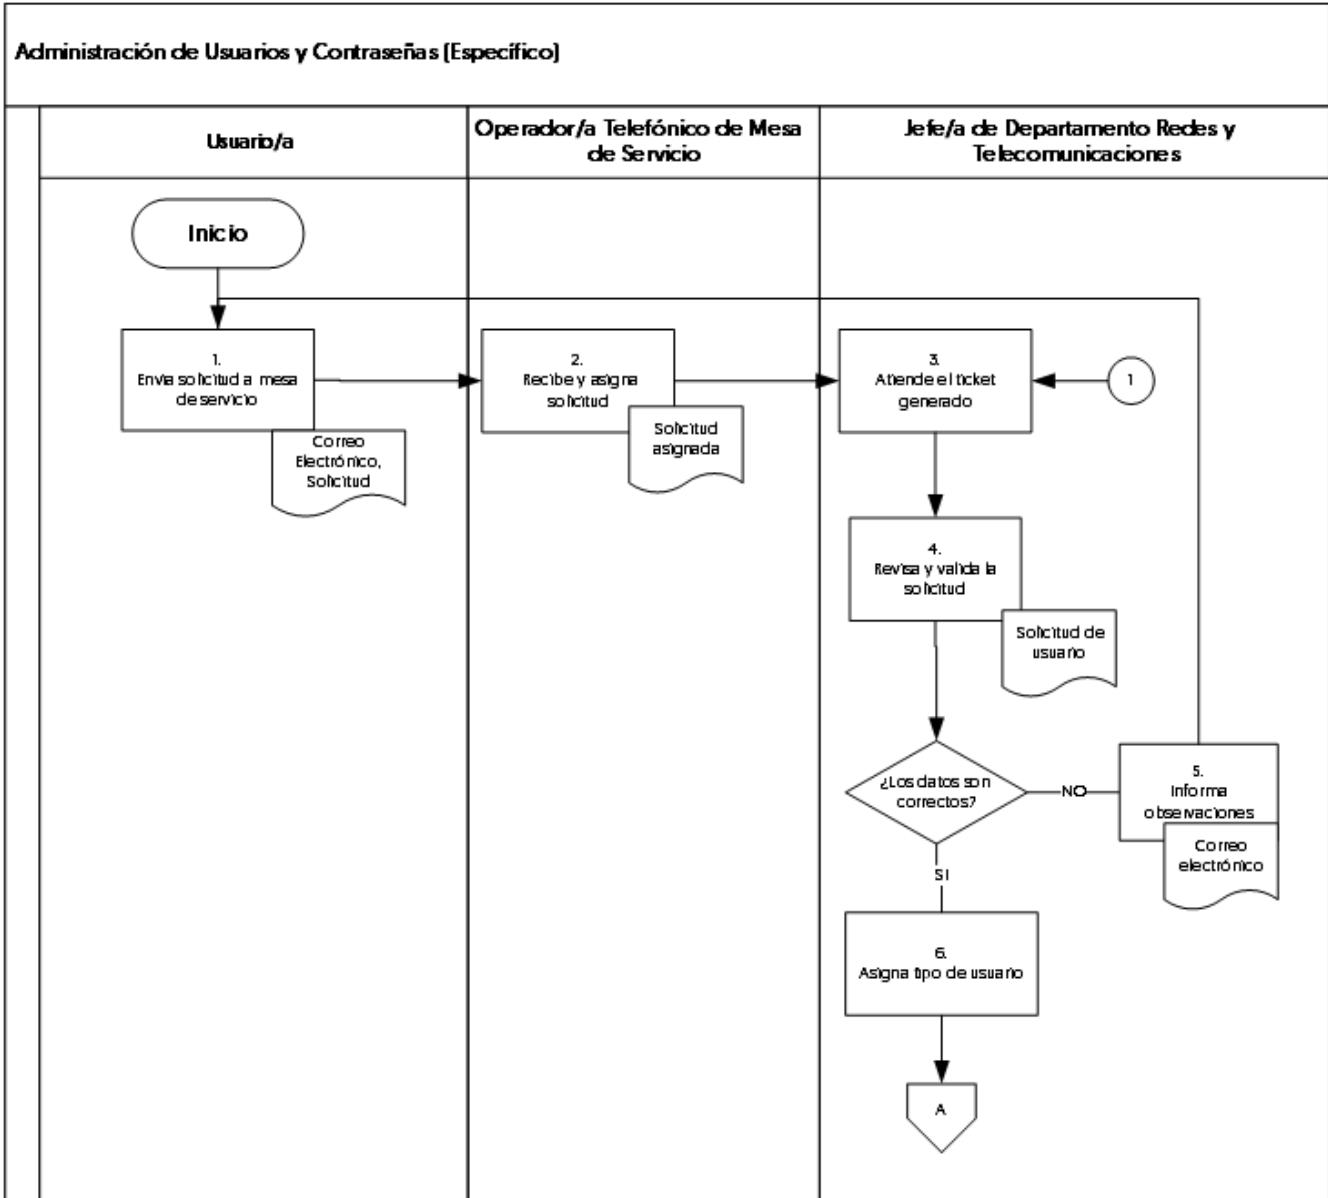 Administración de Usuarios y Contraseñas (Específico)
Usuario/a
Operador/a Telefónico de Mesa
de Servicio
Jefe/a de Departamento Redes y
Telecomunicaciones
Inicio
1.
Envía solicitud a mesa
de servicio
Correo
Electrónico,
Solicitud
2.
Recibe y asigna
solicitud
Solicitud
asignada
3.
Atiende el ticket
generado
1
4.
Revisa y valida la
solicitud
Solicitud de
usuario
¿Los datos son
correctos?
NO
5.
Informa
observaciones
Correo
electrónico
SI
6.
Asigna tipo de usuario
A